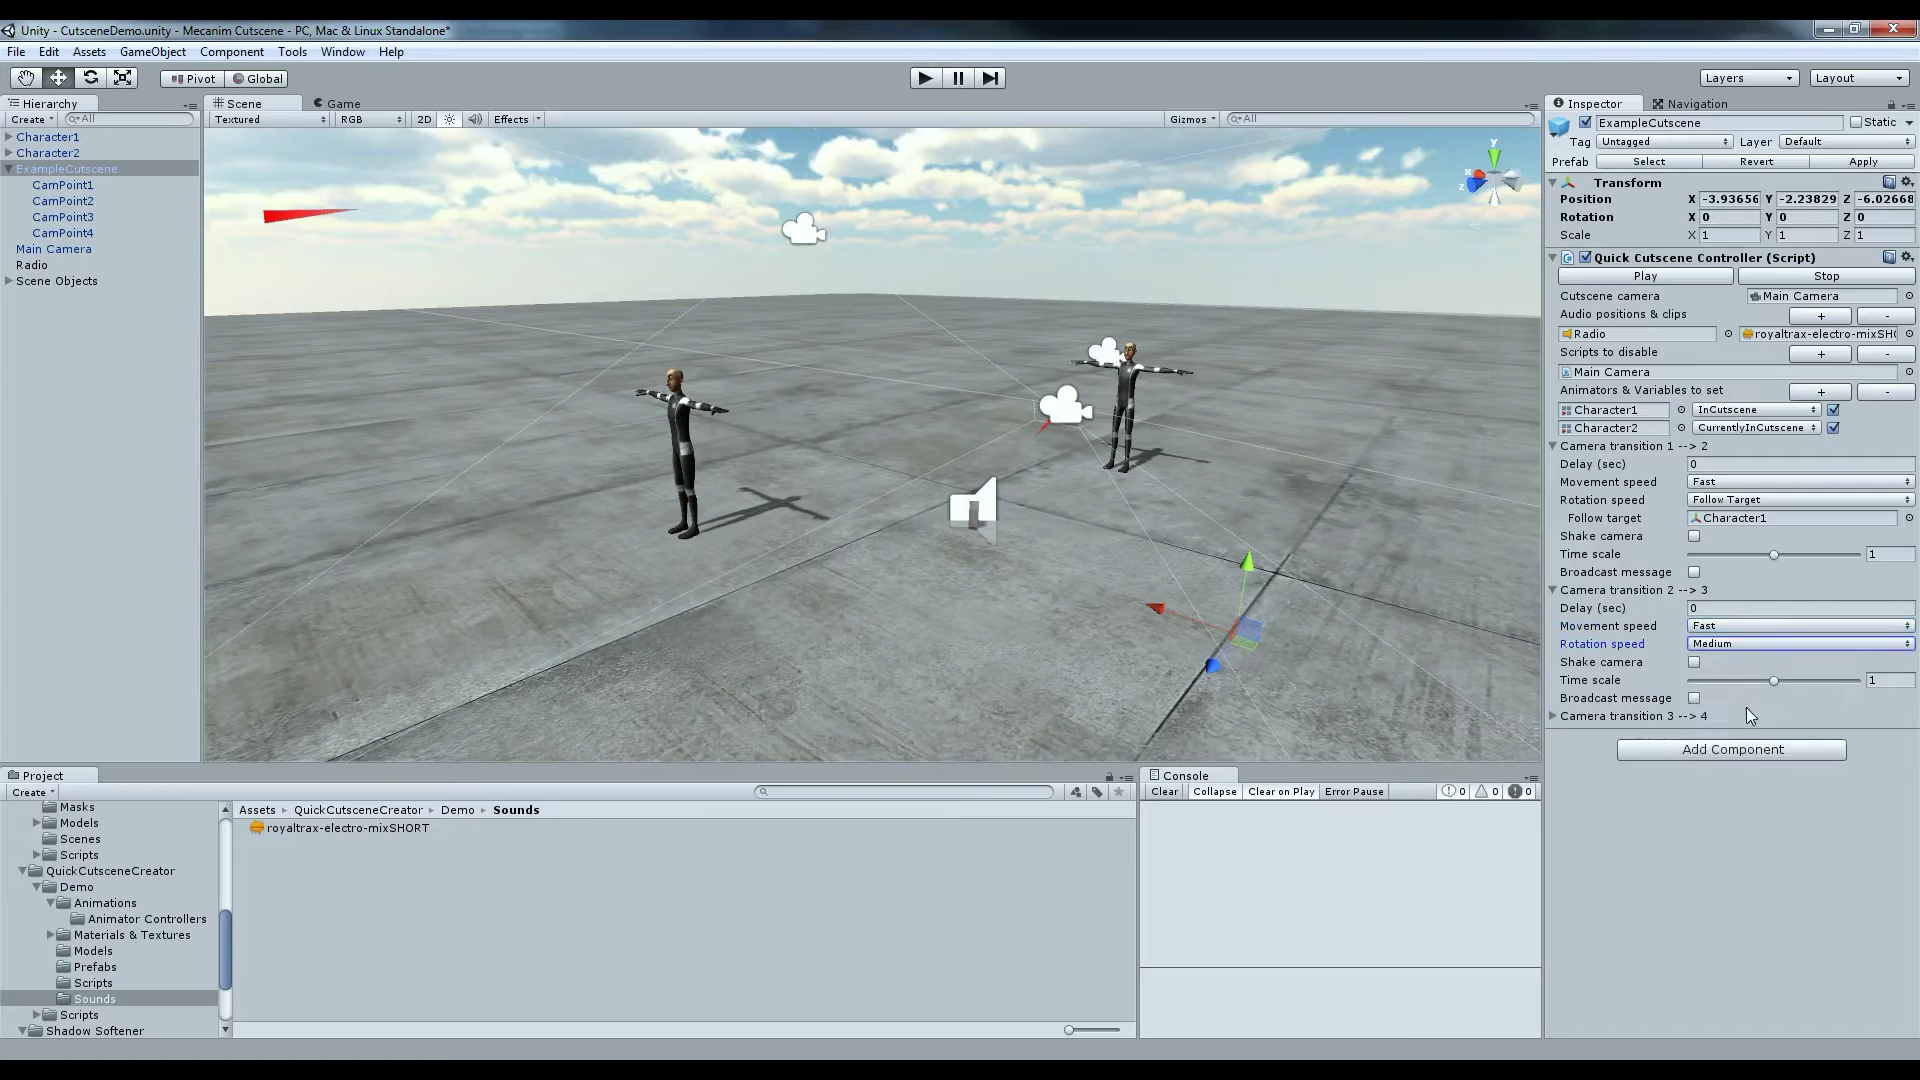 Unity - CutsceneDemo.unity - Mecanim Cutscene - PC, Mac & Linux Standalone*
File Edit Assets GameObject Component Tools Window Help
Pivot Global
Layers Layout
Hierarchy
Create All
Character1
Character2
ExampleCutscene
CamPoint1
CamPoint2
CamPoint3
CamPoint4
Main Camera
Radio
Scene Objects
Scene Game
Textured RGB 2D Effects Gizmos All
y
x
z
Inspector Navigation
ExampleCutscene Static
Tag Untagged Layer Default
Prefab Select Revert Apply
Transform
Position X -3.93656 Y -2.23829 Z -6.02668
Rotation X 0 Y 0 Z 0
Scale X 1 Y 1 Z 1
Quick Cutscene Controller (Script)
Play Stop
Cutscene camera Main Camera
Audio positions & clips + -
Radio royaltrax-electro-mixSH
Scripts to disable + -
Main Camera
Animators & Variables to set + -
Character1 InCutscene
Character2 CurrentlyInCutscene
Camera transition 1 --> 2
Delay (sec) 0
Movement speed Fast
Rotation speed Follow Target
Follow target Character1
Shake camera
Time scale 1
Broadcast message
Camera transition 2 --> 3
Delay (sec) 0
Movement speed Fast
Rotation speed Medium
Shake camera
Time scale 1
Broadcast message
Camera transition 3 --> 4
Add Component
Project
Create
Masks
Models
Scenes
Scripts
QuickCutsceneCreator
Demo
Animations
Animator Controllers
Materials & Textures
Models
Prefabs
Scripts
Sounds
Scripts
Shadow Softener
Assets QuickCutsceneCreator Demo Sounds
royaltrax-electro-mixSHORT
Console
Clear Collapse Clear on Play Error Pause 0 0 0